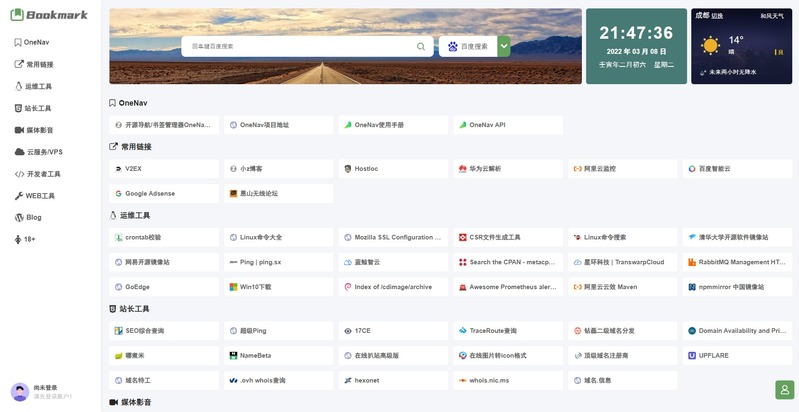 Bookmark
OneNav
常用链接
运维工具
站长工具
媒体影音
云服务/VPS
开发者工具
WEB工具
Blog
18+
尚未登录
请先登录账户!
回车键百度搜索
百度搜索
21:47:36
2022 年 03 月 08 日
壬寅年二月初六 星期二
成都 切换 和风天气
14°
晴
良
未来两小时无降水
OneNav
开源导航/书签管理器OneNa... OneNav项目地址 OneNav使用手册 OneNav API
常用链接
V2EX 小z博客 Hostloc 华为云解析 阿里云监控 百度智能云
Google Adsense 惠山无线论坛
运维工具
crontab校验 Linux命令大全 Mozilla SSL Configuration ... CSR文件生成工具 Linux命令搜索 清华大学开源软件镜像站
网易开源镜像站 Ping | ping.sx 蓝鲸智云 Search the CPAN - metacp... 星环科技 | TranswarpCloud RabbitMQ Management HT...
GoEdge Win10下载 Index of /cdimage/archive Awesome Prometheus aler... 阿里云云效 Maven npmmirror 中国镜像站
站长工具
SEO综合查询 超级Ping 17CE TraceRoute查询 钻磊二级域名分发 Domain Availability and Pri...
哪煮米 NameBeta 在线扒站高级版 在线图片转icon格式 顶级域名注册商 UPFLARE
域名特工 .ovh whois查询 hexonet whois.nic.ms 域名.信息
媒体影音